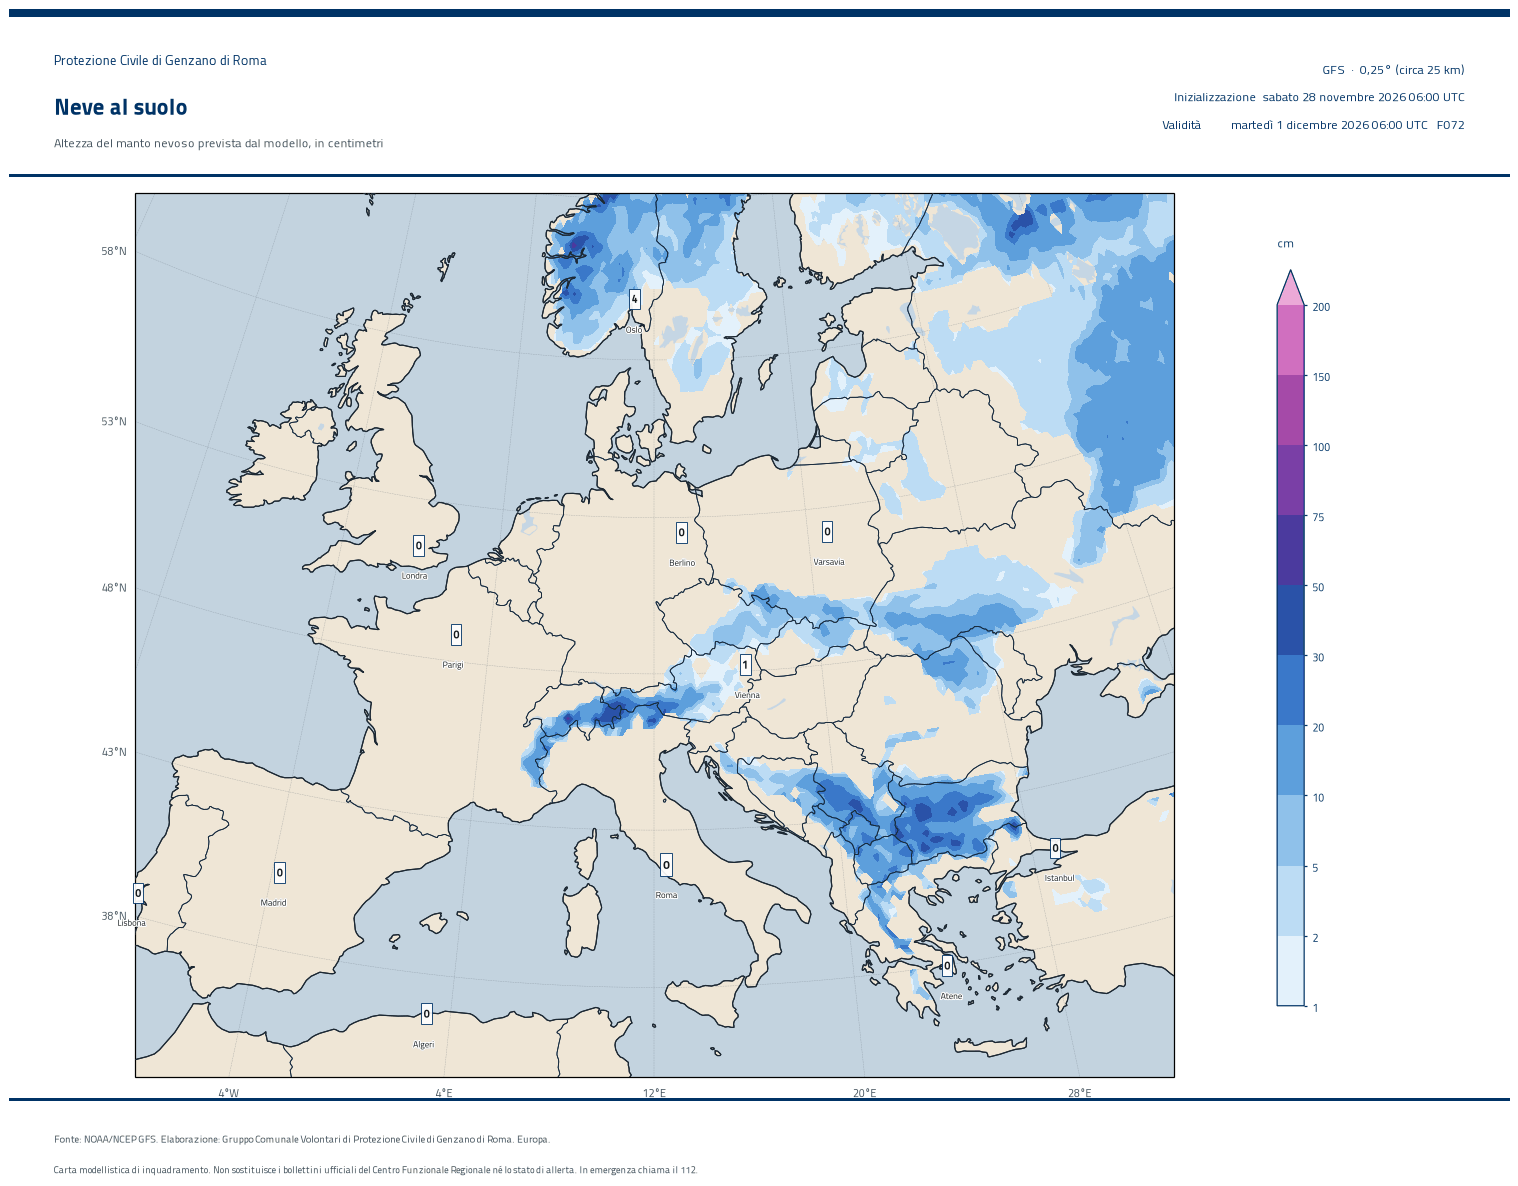 Protezione Civile di Genzano di Roma
Neve al suolo
Altezza del manto nevoso prevista dal modello, in centimetri
GFS · 0,25° (circa 25 km)
Inizializzazione sabato 28 novembre 2026 06:00 UTC
Validità martedì 1 dicembre 2026 06:00 UTC F072
58°N
53°N
48°N
43°N
38°N
4°W
4°E
12°E
20°E
28°E
4
Oslo
0
Londra
0
Berlino
0
Varsavia
0
Parigi
1
Vienna
0
Madrid
0
Lisbona
0
Roma
0
Istanbul
0
Atene
0
Algeri
cm
200
150
100
75
50
30
20
10
5
2
1
Fonte: NOAA/NCEP GFS. Elaborazione: Gruppo Comunale Volontari di Protezione Civile di Genzano di Roma. Europa.
Carta modellistica di inquadramento. Non sostituisce i bollettini ufficiali del Centro Funzionale Regionale né lo stato di allerta. In emergenza chiama il 112.